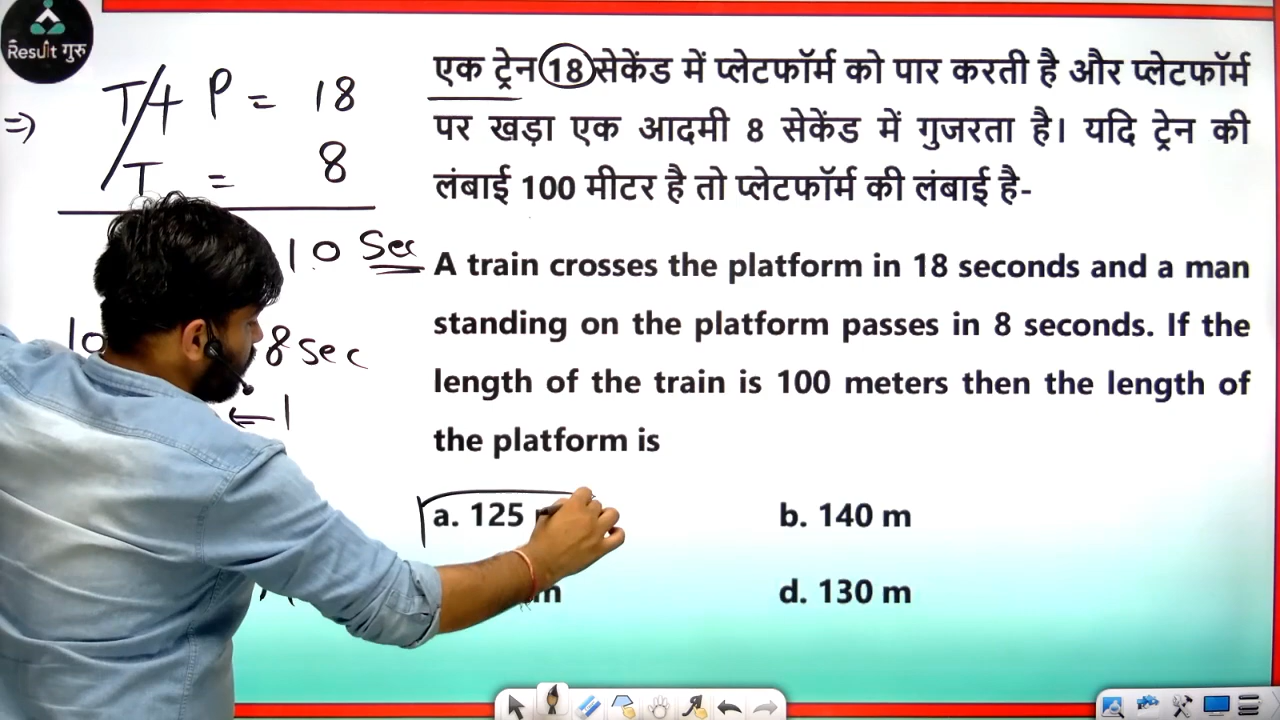 Result गुरु
⇒ T + P = 18
T = 8
10 Sec
8 sec
← 1
एक ट्रेन 18 सेकेंड में प्लेटफॉर्म को पार करती है और प्लेटफॉर्म
पर खड़ा एक आदमी 8 सेकेंड में गुजरता है। यदि ट्रेन की
लंबाई 100 मीटर है तो प्लेटफॉर्म की लंबाई है-
A train crosses the platform in 18 seconds and a man
standing on the platform passes in 8 seconds. If the
length of the train is 100 meters then the length of
the platform is
a. 125
b. 140 m
m
d. 130 m